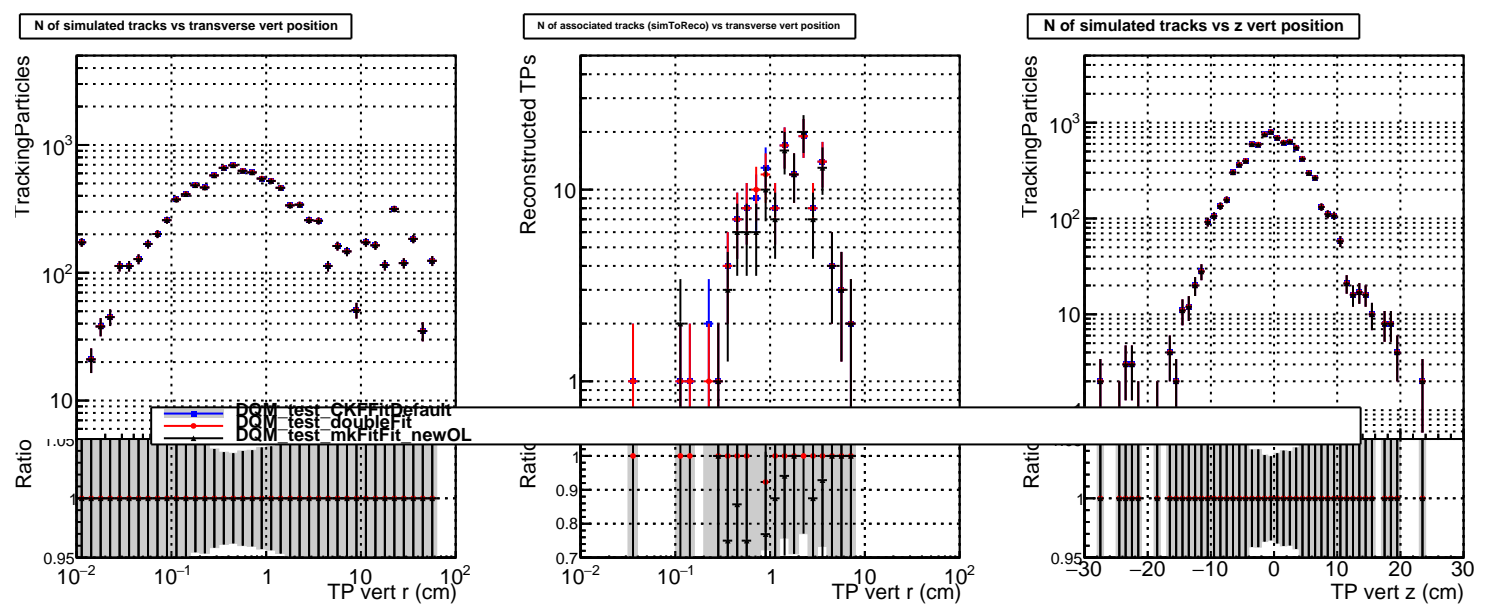 N of simulated tracks vs transverse vert position
TrackingParticles
10³
10²
10
Ratio
1.05
1
0.95
10⁻² 10⁻¹ 1 10 10²
TP vert r (cm)
N of associated tracks (simToReco) vs transverse vert position
Reconstructed TPs
10
1
Ratio
1
0.9
0.8
0.7
10⁻² 10⁻¹ 1 10 10²
TP vert r (cm)
N of simulated tracks vs z vert position
TrackingParticles
10³
10²
10
Ratio
1
0.95
−30 −20 −10 0 10 20 30
TP vert z (cm)
DQM_test_CKFFitDefault
DQM_test_doubleFit
DQM_test_mkFitFit_newOL